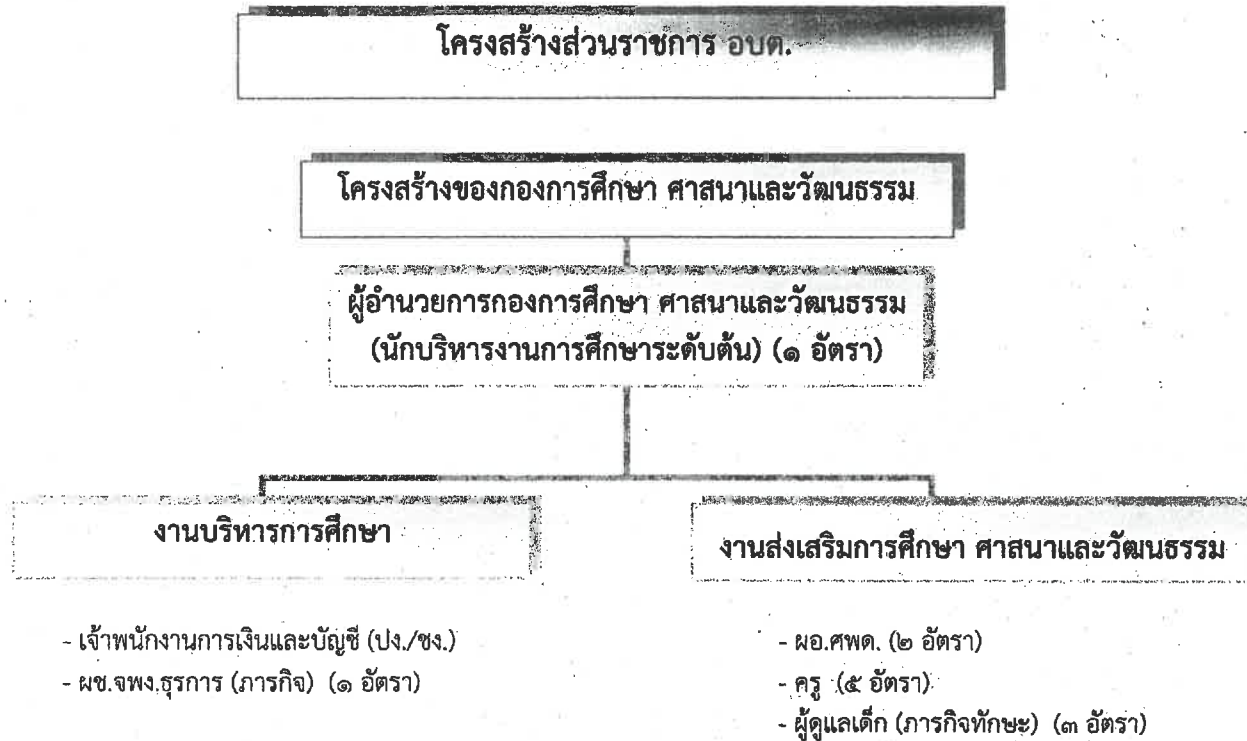 โครงสร้างส่วนราชการ อบต.
โครงสร้างของกองการศึกษา ศาสนาและวัฒนธรรม
ผู้อำนวยการกองการศึกษา ศาสนาและวัฒนธรรม
(นักบริหารงานการศึกษาระดับต้น) (๑ อัตรา)
งานบริหารการศึกษา
- เจ้าพนักงานการเงินและบัญชี (ปง./ชง.)
- ผช.จพง.ธุรการ (ภารกิจ) (๑ อัตรา)
งานส่งเสริมการศึกษา ศาสนาและวัฒนธรรม
- ผอ.ศพด. (๒ อัตรา)
- ครู (๕ อัตรา)
- ผู้ดูแลเด็ก (ภารกิจทักษะ) (๓ อัตรา)